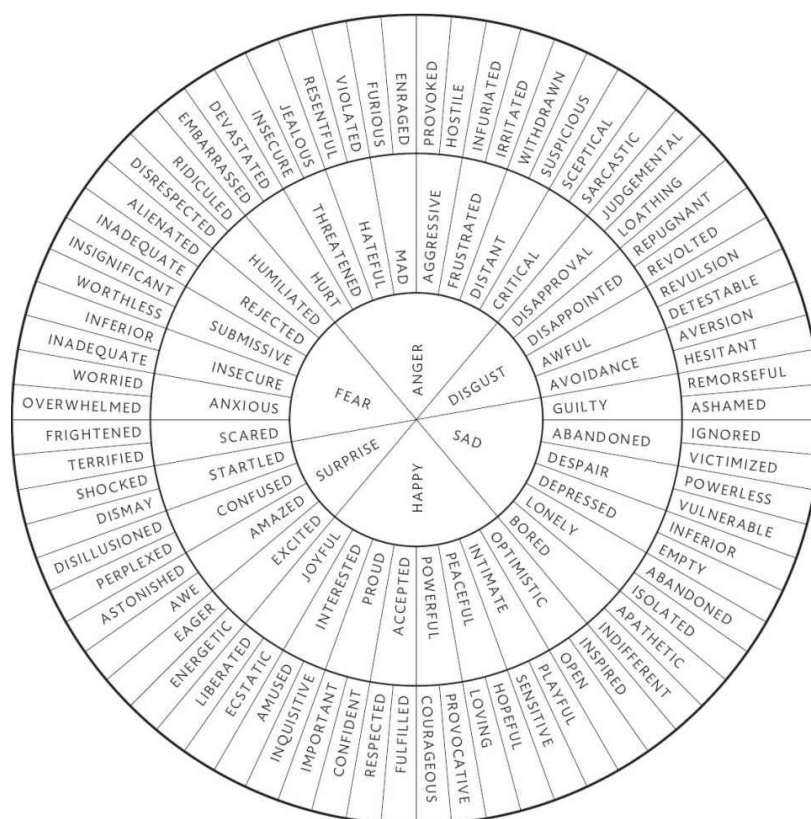 ANGER
DISGUST
SAD
HAPPY
SURPRISE
FEAR
MAD
AGGRESSIVE
FRUSTRATED
DISTANT
CRITICAL
DISAPPROVAL
DISAPPOINTED
AWFUL
AVOIDANCE
GUILTY
ABANDONED
DESPAIR
DEPRESSED
LONELY
BORED
OPTIMISTIC
INTIMATE
PEACEFUL
POWERFUL
ACCEPTED
PROUD
INTERESTED
JOYFUL
EXCITED
AMAZED
CONFUSED
STARTLED
SCARED
ANXIOUS
INSECURE
SUBMISSIVE
REJECTED
HUMILIATED
HURT
THREATENED
HATEFUL
ENRAGED
PROVOKED
HOSTILE
INFURIATED
IRRITATED
WITHDRAWN
SUSPICIOUS
SCEPTICAL
SARCASTIC
JUDGEMENTAL
LOATHING
REPUGNANT
REVOLTED
REVULSION
DETESTABLE
AVERSION
HESITANT
REMORSEFUL
ASHAMED
IGNORED
VICTIMIZED
POWERLESS
VULNERABLE
INFERIOR
EMPTY
ABANDONED
ISOLATED
APATHETIC
INDIFFERENT
INSPIRED
OPEN
PLAYFUL
SENSITIVE
HOPEFUL
LOVING
PROVOCATIVE
COURAGEOUS
FULFILLED
RESPECTED
CONFIDENT
IMPORTANT
INQUISITIVE
AMUSED
ECSTATIC
LIBERATED
ENERGETIC
EAGER
AWE
ASTONISHED
PERPLEXED
DISILLUSIONED
DISMAY
SHOCKED
TERRIFIED
FRIGHTENED
OVERWHELMED
WORRIED
INADEQUATE
INFERIOR
WORTHLESS
INSIGNIFICANT
INADEQUATE
ALIENATED
DISRESPECTED
RIDICULED
EMBARRASSED
DEVASTATED
INSECURE
JEALOUS
RESENTFUL
VIOLATED
FURIOUS